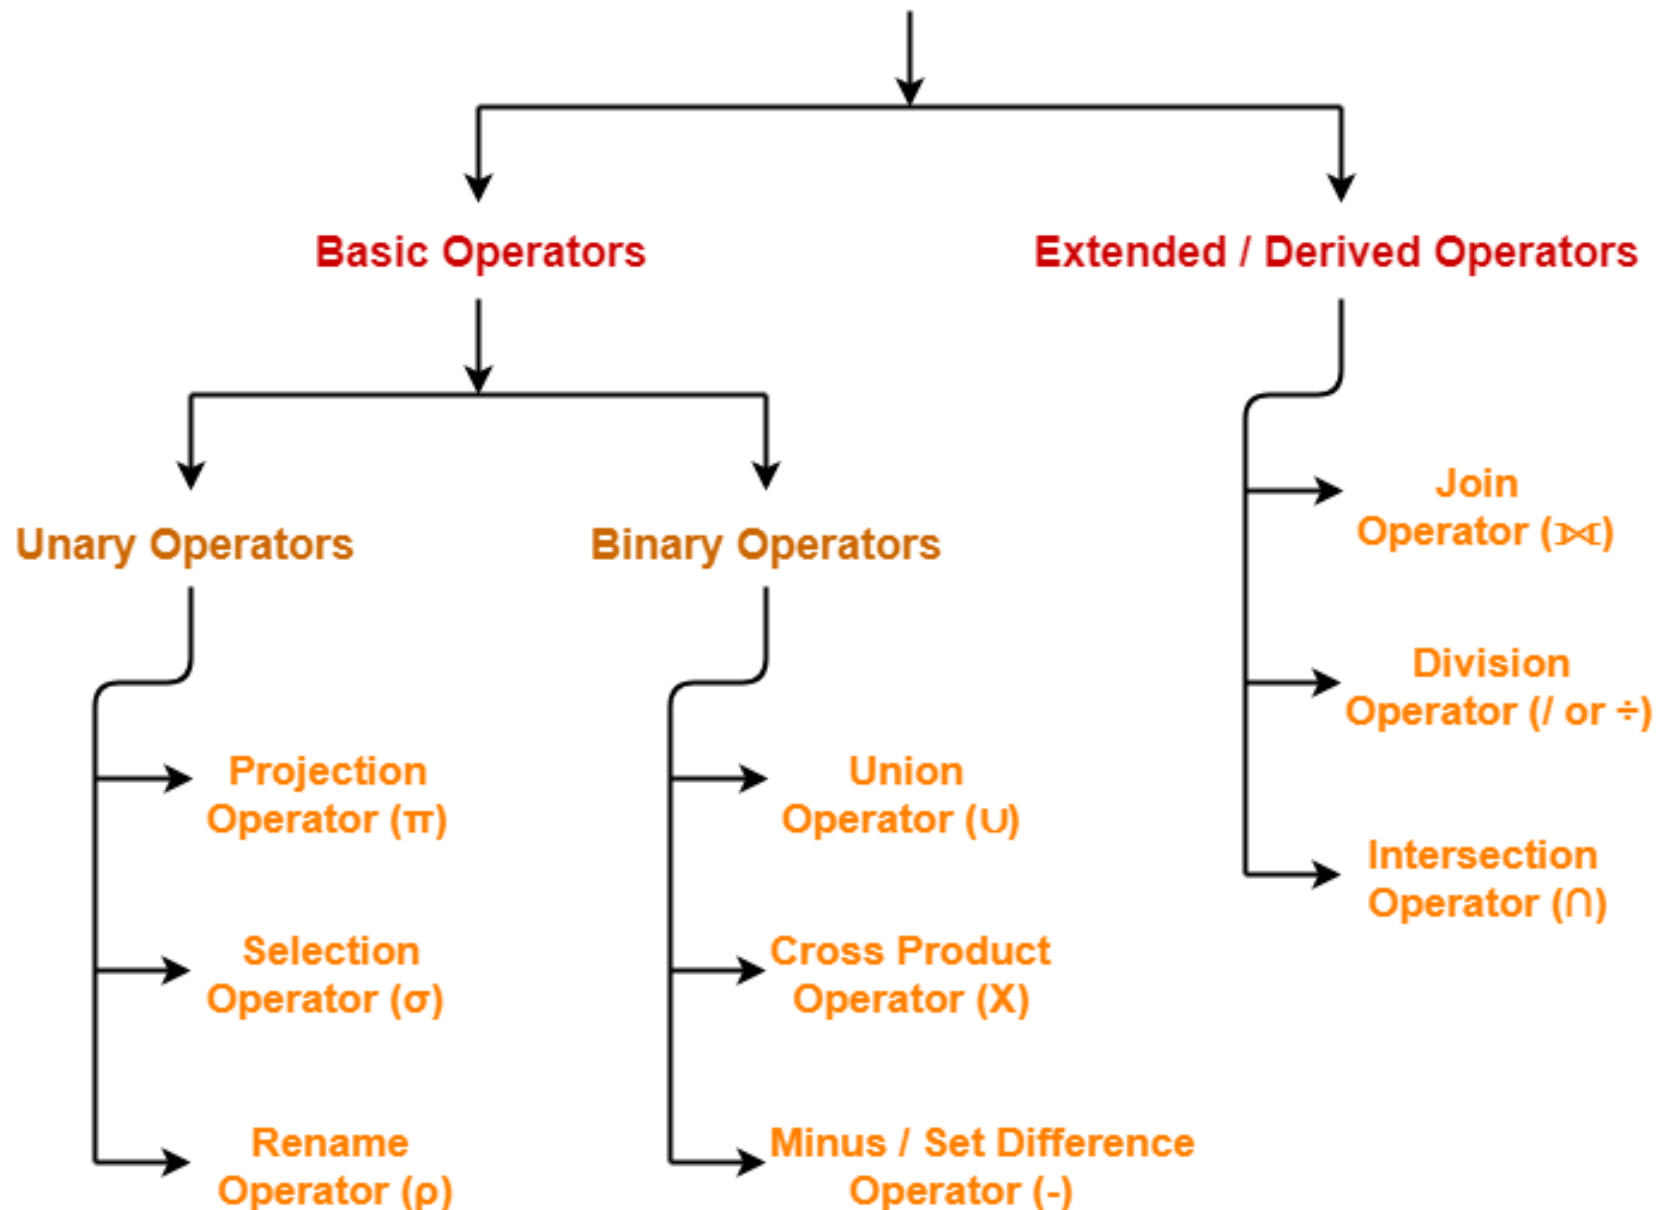 Basic Operators
Extended / Derived Operators
Unary Operators
Binary Operators
Join
Operator (⟗)
Division
Operator (/ or ÷)
Intersection
Operator (∩)
Projection
Operator (π)
Selection
Operator (σ)
Rename
Operator (ρ)
Union
Operator (∪)
Cross Product
Operator (X)
Minus / Set Difference
Operator (-)